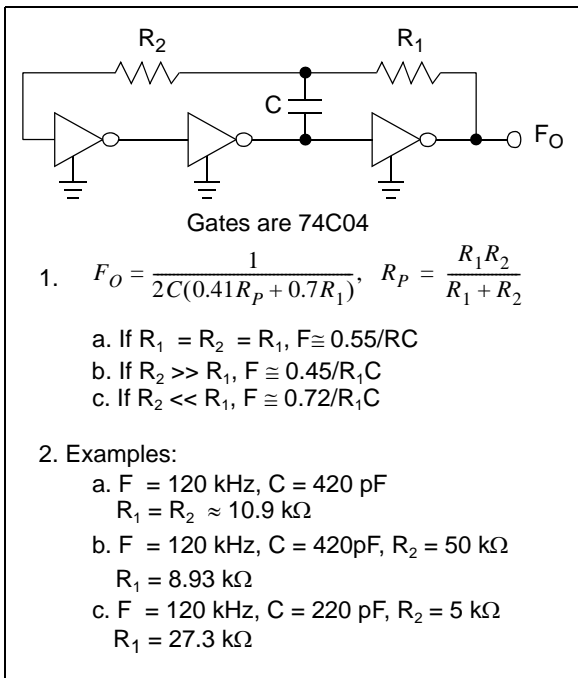 R2 R1
C
FO
Gates are 74C04
1. FO = 1 / 2C(0.41RP + 0.7R1), RP = R1R2 / R1 + R2
a. If R1 = R2 = R1, F≅ 0.55/RC
b. If R2 >> R1, F ≅ 0.45/R1C
c. If R2 << R1, F ≅ 0.72/R1C
2. Examples:
a. F = 120 kHz, C = 420 pF
R1 = R2 ≈ 10.9 kΩ
b. F = 120 kHz, C = 420pF, R2 = 50 kΩ
R1 = 8.93 kΩ
c. F = 120 kHz, C = 220 pF, R2 = 5 kΩ
R1 = 27.3 kΩ